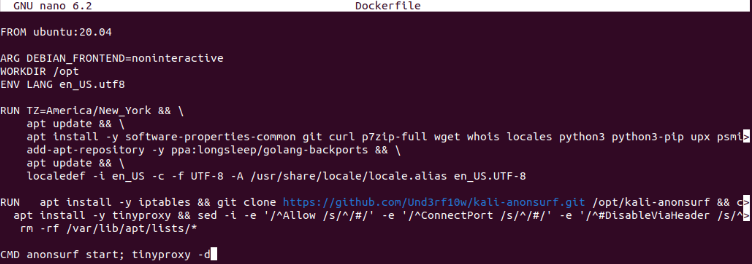 GNU nano 6.2 Dockerfile
FROM ubuntu:20.04
ARG DEBIAN_FRONTEND=noninteractive
WORKDIR /opt
ENV LANG en_US.utf8
RUN TZ=America/New_York && \
apt update && \
apt install -y software-properties-common git curl p7zip-full wget whois locales python3 python3-pip upx psmi>
add-apt-repository -y ppa:longsleep/golang-backports && \
apt update && \
localedef -i en_US -c -f UTF-8 -A /usr/share/locale/locale.alias en_US.UTF-8
RUN   apt install -y iptables && git clone https://github.com/Und3rf10w/kali-anonsurf.git /opt/kali-anonsurf && c>
apt install -y tinyproxy && sed -i -e '/^Allow /s/^/#/' -e '/^ConnectPort /s/^/#/' -e '/^#DisableViaHeader /s/^>
rm -rf /var/lib/apt/lists/*
CMD anonsurf start; tinyproxy -d